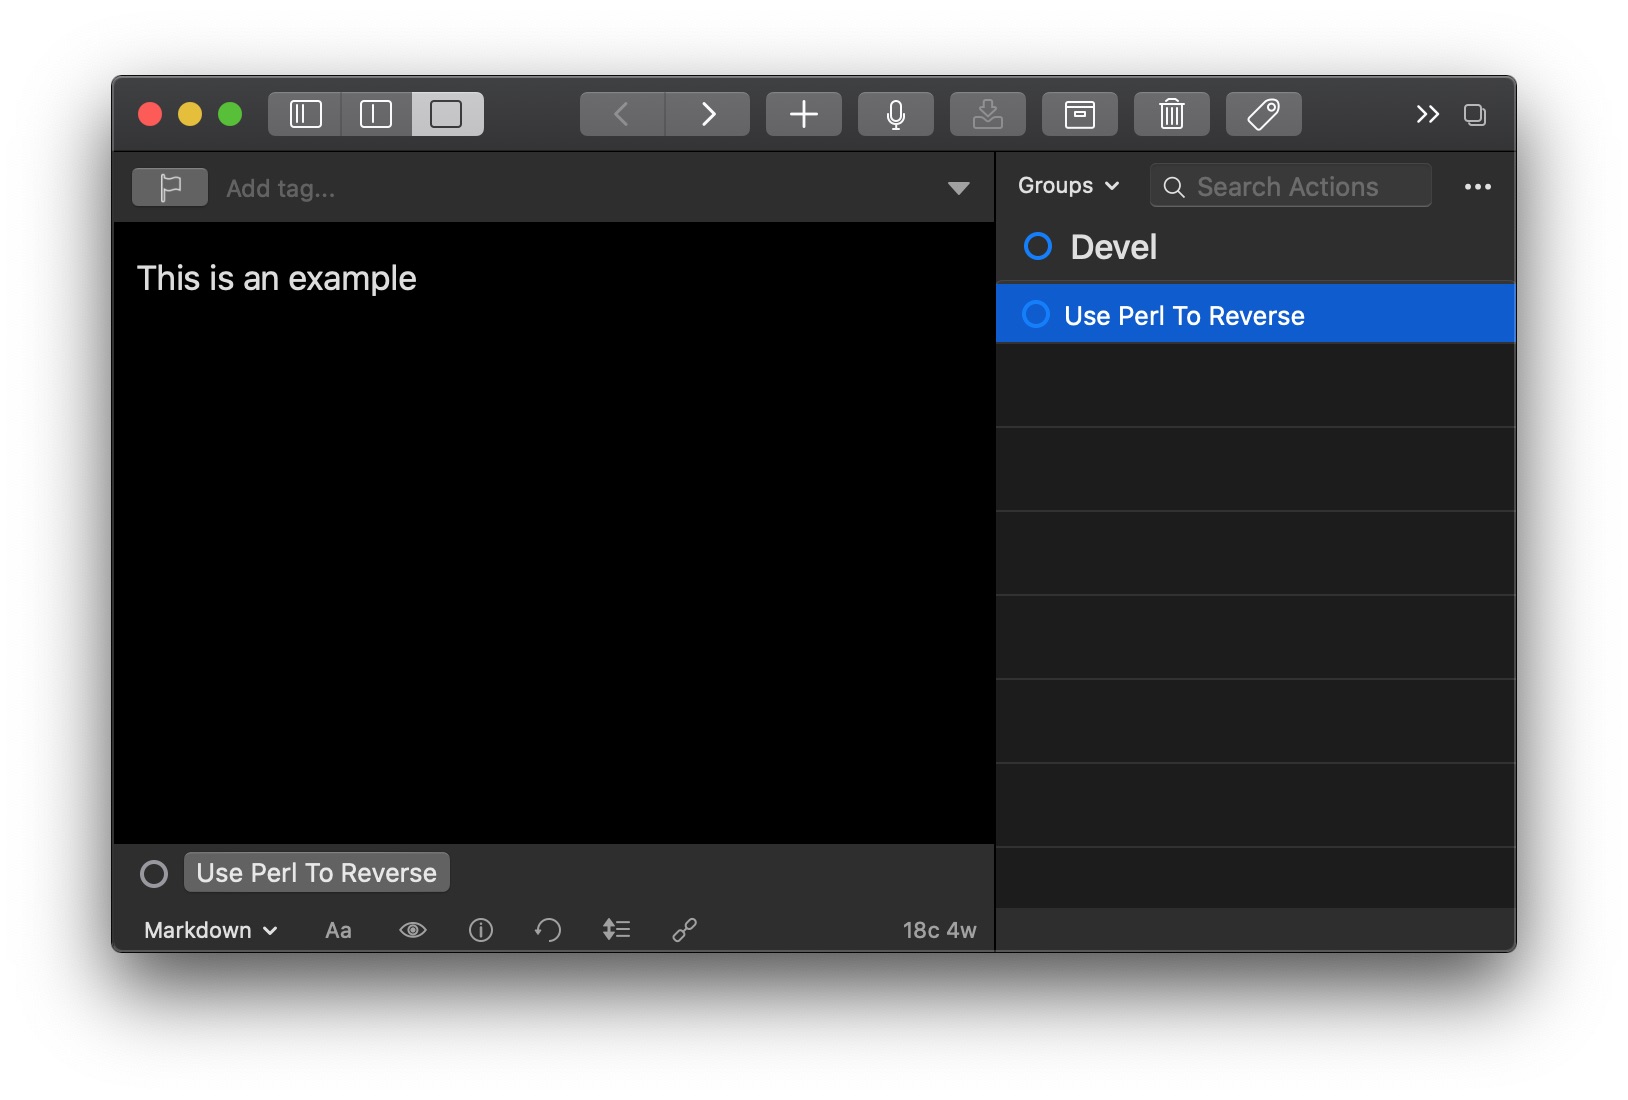 Add tag...
This is an example
Use Perl To Reverse
Markdown
Aa
18c 4w
Groups
Search Actions
Devel
Use Perl To Reverse